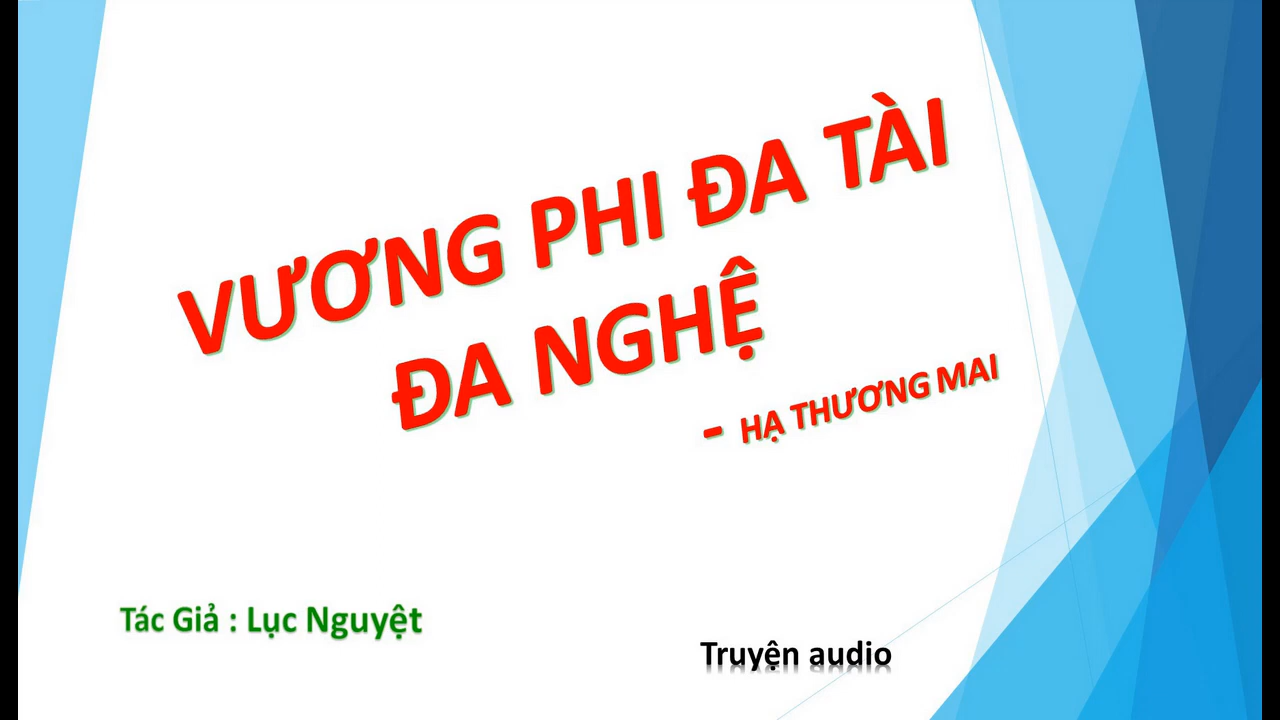 VƯƠNG PHI ĐA TÀI
ĐA NGHỆ
- HẠ THƯƠNG MAI
Tác Giả : Lục Nguyệt
Truyện audio